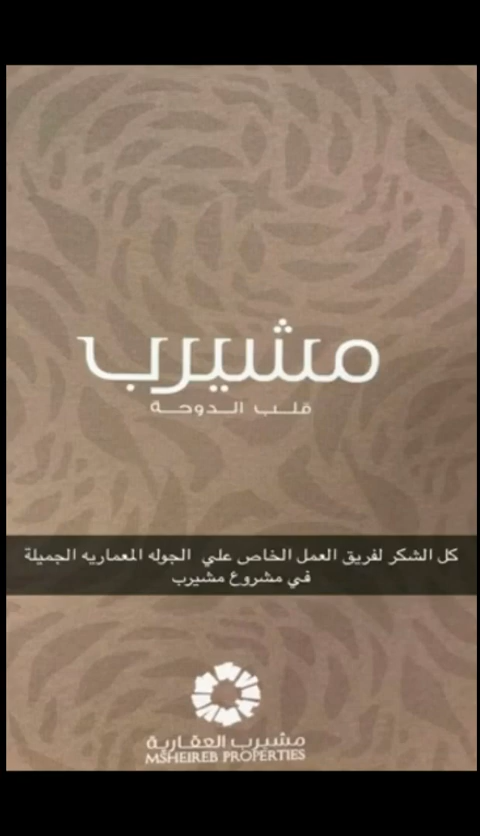 مشيرب
قلب الدوحة
كل الشكر لفريق العمل الخاص علي الجوله المعماريه الجميلة
في مشروع مشيرب
مشيرب العقارية
MSHEIREB PROPERTIES